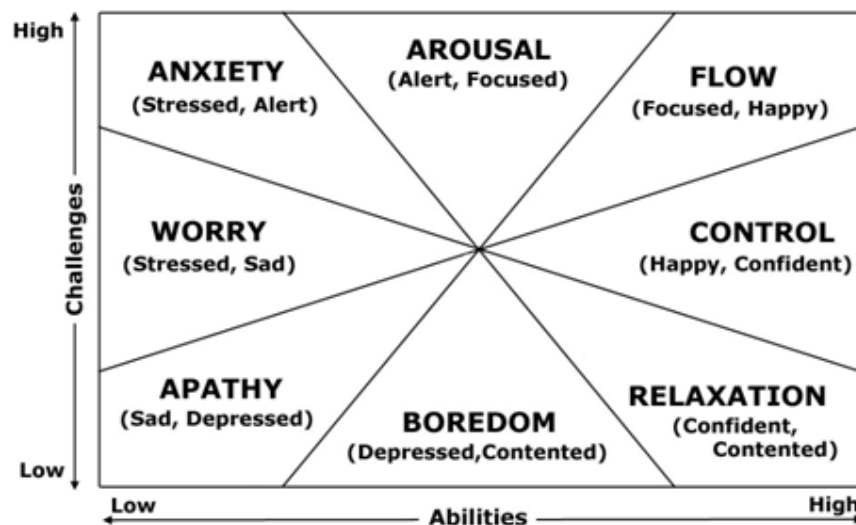 High
ANXIETY
(Stressed, Alert)
AROUSAL
(Alert, Focused)
FLOW
(Focused, Happy)
Challenges
WORRY
(Stressed, Sad)
CONTROL
(Happy, Confident)
APATHY
(Sad, Depressed)
BOREDOM
(Depressed,Contented)
RELAXATION
(Confident,
Contented)
Low
Low
Abilities
High